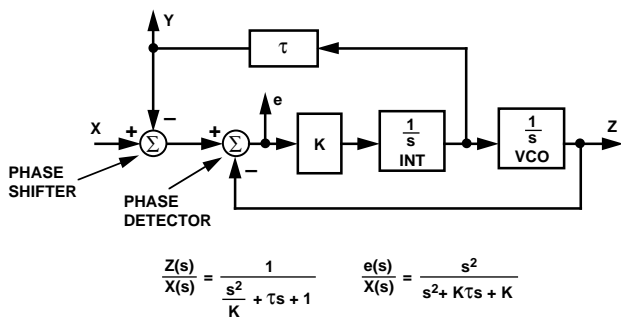 Y
τ
e
X
+
−
Σ
+
−
Σ
K
1
s
INT
1
s
VCO
Z
PHASE
SHIFTER
PHASE
DETECTOR
Z(s)/X(s) = 1/(s²/K + τs + 1)
e(s)/X(s) = s²/(s² + Kτs + K)